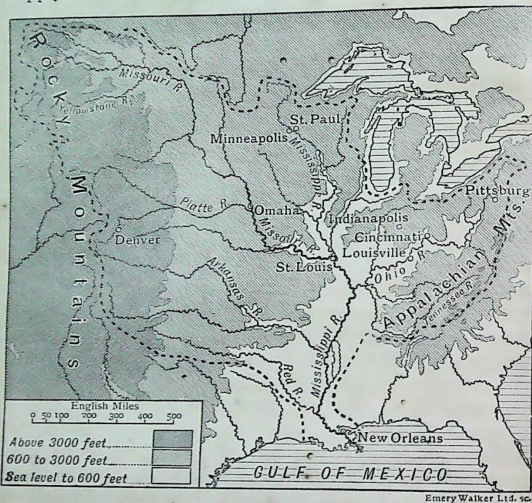 Rocky Mountains
Missouri R.
Yellowstone R.
St. Paul
Minneapolis
Mississippi R.
Pittsburg
Platte R.
Omaha
Missouri R.
Indianapolis
Cincinnati
Denver
Louisville
St. Louis
Ohio R.
Appalachian Mts.
Tennessee R.
Arkansas R.
Mississippi R.
Red R.
English Miles
0 50 100 200 300 400 500
Above 3000 feet
600 to 3000 feet
Sea level to 600 feet
New Orleans
GULF OF MEXICO
Emery Walker Ltd. sc.